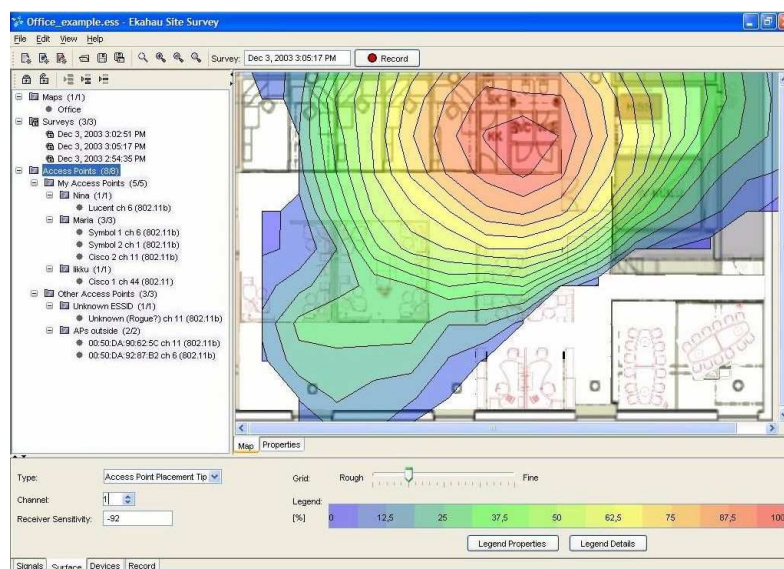 Office_example.ess - Ekahau Site Survey
File Edit View Help
Survey: Dec 3, 2003 3:05:17 PM Record
Maps (1/1)
Office
Surveys (3/3)
Dec 3, 2003 3:02:51 PM
Dec 3, 2003 3:05:17 PM
Dec 3, 2003 2:54:35 PM
Access Points (8/8)
My Access Points (5/5)
Nina (1/1)
Lucent ch 6 (802.11b)
Maria (3/3)
Symbol 1 ch 6 (802.11b)
Symbol 2 ch 1 (802.11b)
Cisco 2 ch 11 (802.11b)
Iikku (1/1)
Cisco 1 ch 44 (802.11)
Other Access Points (3/3)
Unknown ESSID (1/1)
Unknown (Rogue?) ch 11 (802.11b)
APs outside (2/2)
00:50:DA:90:62:5C ch 11 (802.11b)
00:50:DA:92:87:B2 ch 6 (802.11b)
SK
KK
Map Properties
Type: Access Point Placement Tip
Grid: Rough Fine
Channel: 1
Legend:
Receiver Sensitivity: -92
[%] 0 12,5 25 37,5 50 62,5 75 87,5 100
Legend Properties Legend Details
Signals Surface Devices Record